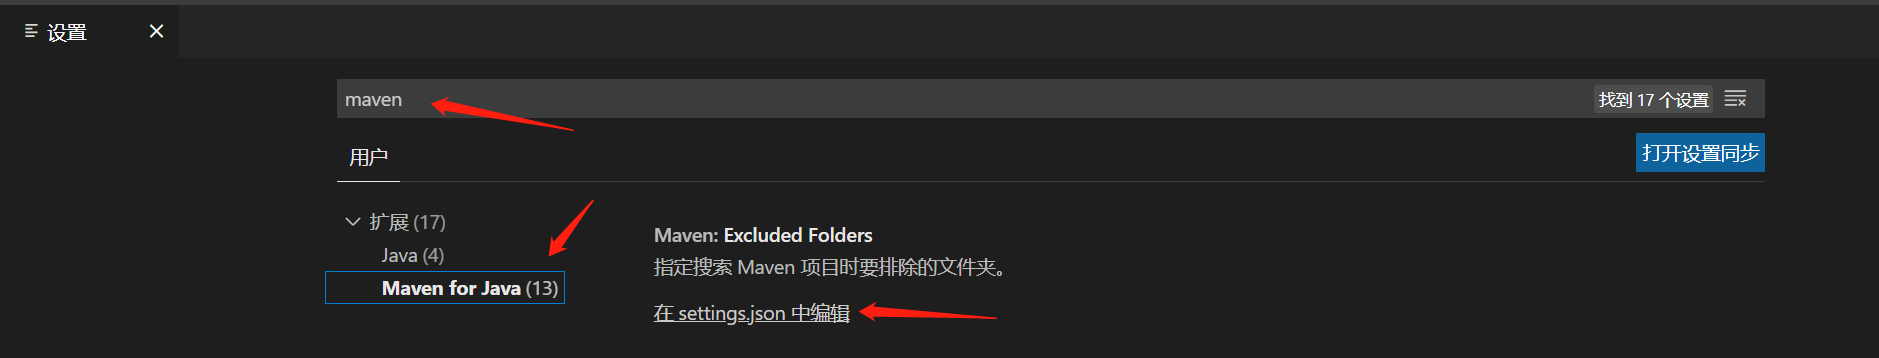 设置
maven
找到 17 个设置
用户
打开设置同步
扩展 (17)
Java (4)
Maven for Java (13)
Maven: Excluded Folders
指定搜索 Maven 项目时要排除的文件夹。
在 settings.json 中编辑